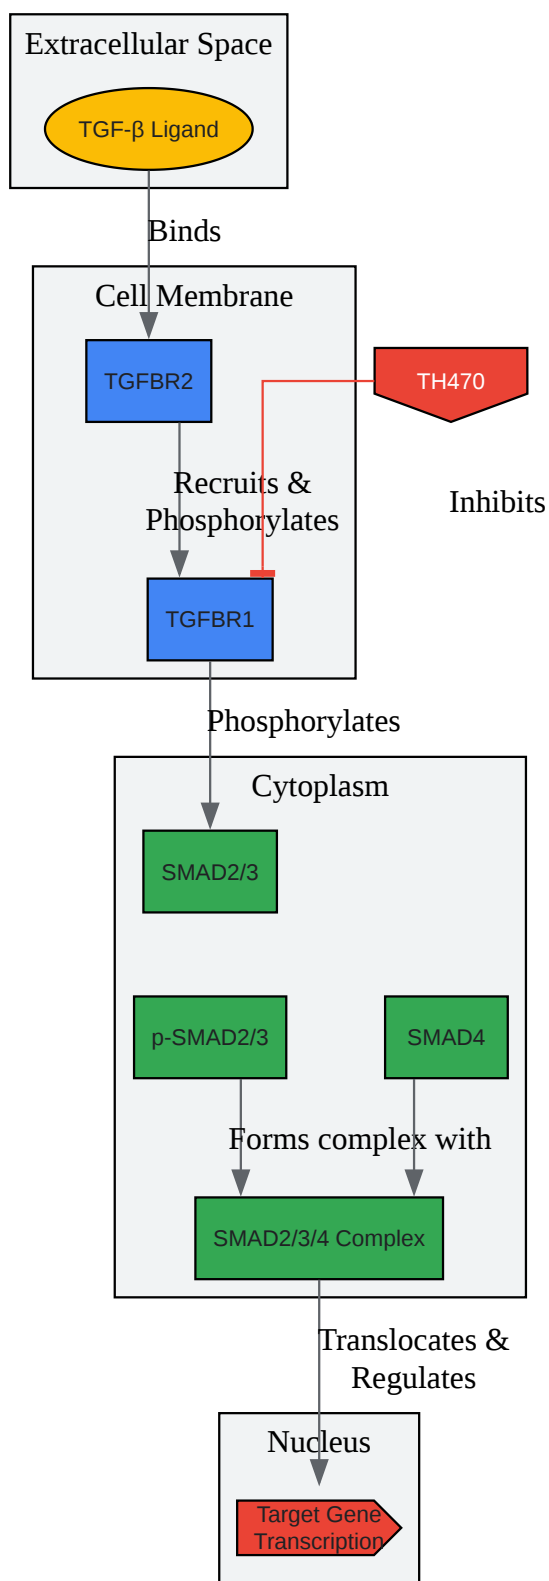 Extracellular Space
TGF-β Ligand
Binds
Cell Membrane
TGFBR2
TH470
Recruits &
Phosphorylates
Inhibits
TGFBR1
Phosphorylates
Cytoplasm
SMAD2/3
p-SMAD2/3
SMAD4
Forms complex with
SMAD2/3/4 Complex
Translocates &
Regulates
Nucleus
Target Gene
Transcription